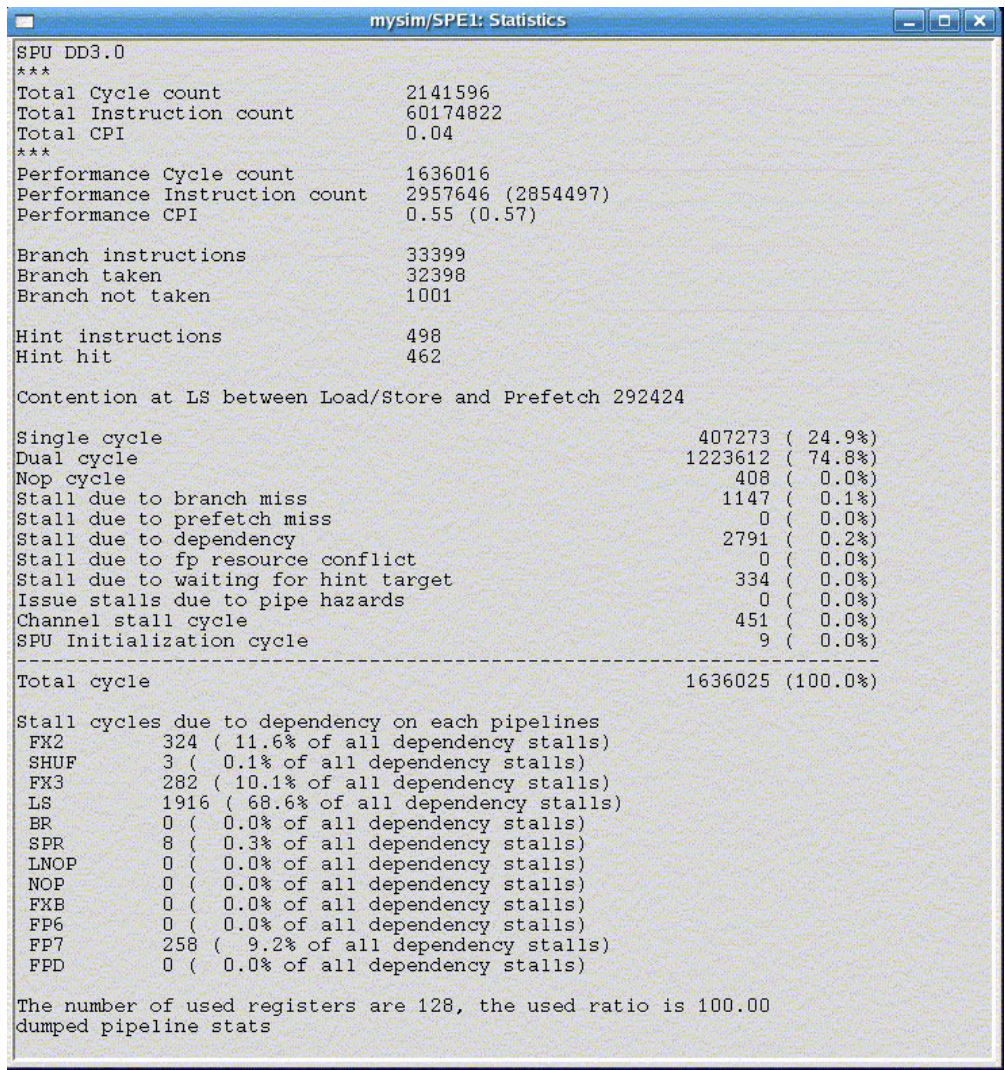 mysim/SPE1: Statistics
SPU DD3.0
***
Total Cycle count 2141596
Total Instruction count 60174822
Total CPI 0.04
***
Performance Cycle count 1636016
Performance Instruction count 2957646 (2854497)
Performance CPI 0.55 (0.57)
Branch instructions 33399
Branch taken 32398
Branch not taken 1001
Hint instructions 498
Hint hit 462
Contention at LS between Load/Store and Prefetch 292424
Single cycle 407273 ( 24.9%)
Dual cycle 1223612 ( 74.8%)
Nop cycle 408 ( 0.0%)
Stall due to branch miss 1147 ( 0.1%)
Stall due to prefetch miss 0 ( 0.0%)
Stall due to dependency 2791 ( 0.2%)
Stall due to fp resource conflict 0 ( 0.0%)
Stall due to waiting for hint target 334 ( 0.0%)
Issue stalls due to pipe hazards 0 ( 0.0%)
Channel stall cycle 451 ( 0.0%)
SPU Initialization cycle 9 ( 0.0%)
-----------------------------------------------------------------------
Total cycle 1636025 (100.0%)
Stall cycles due to dependency on each pipelines
FX2 324 ( 11.6% of all dependency stalls)
SHUF 3 ( 0.1% of all dependency stalls)
FX3 282 ( 10.1% of all dependency stalls)
LS 1916 ( 68.6% of all dependency stalls)
BR 0 ( 0.0% of all dependency stalls)
SPR 8 ( 0.3% of all dependency stalls)
LNOP 0 ( 0.0% of all dependency stalls)
NOP 0 ( 0.0% of all dependency stalls)
FXB 0 ( 0.0% of all dependency stalls)
FP6 0 ( 0.0% of all dependency stalls)
FP7 258 ( 9.2% of all dependency stalls)
FPD 0 ( 0.0% of all dependency stalls)
The number of used registers are 128, the used ratio is 100.00
dumped pipeline stats